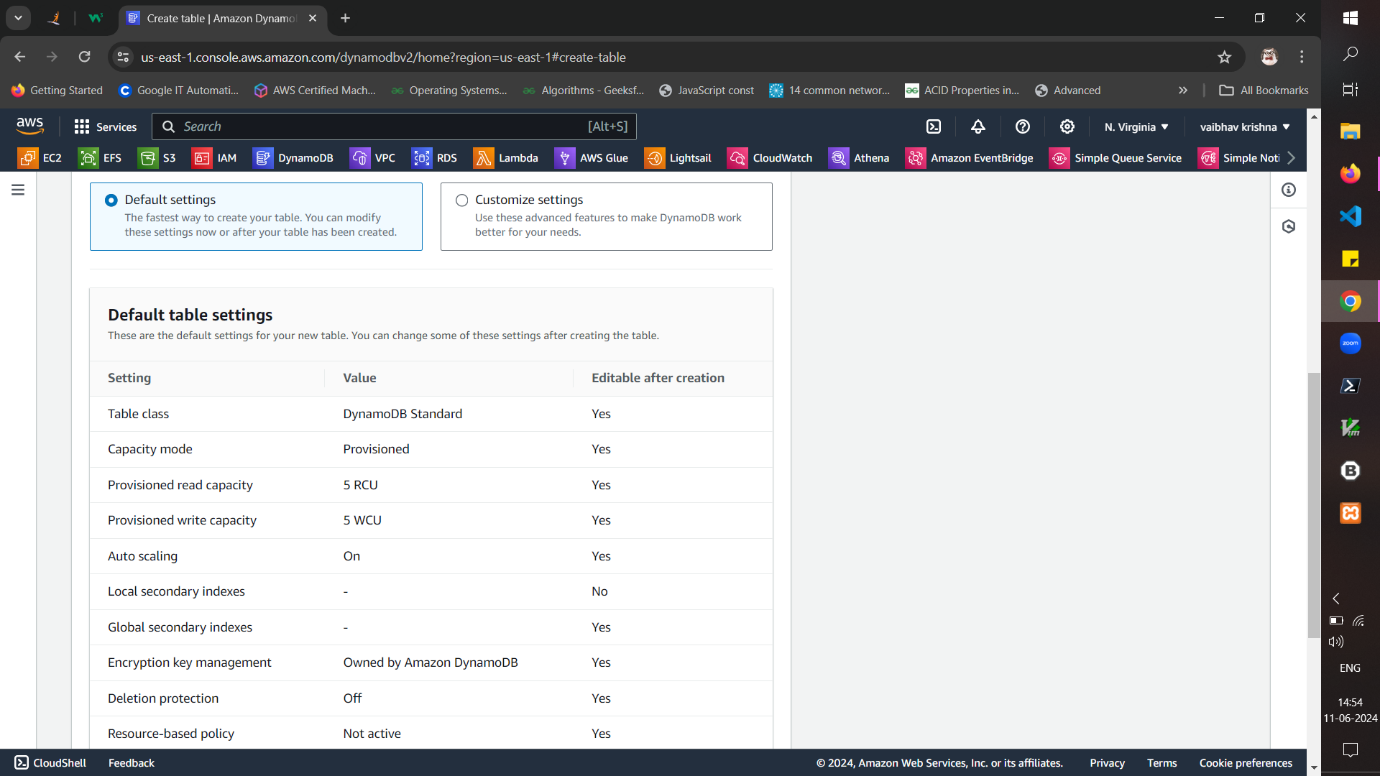 Create table | Amazon Dynamo
us-east-1.console.aws.amazon.com/dynamodbv2/home?region=us-east-1#create-table
Getting Started
Google IT Automati...
AWS Certified Mach...
Operating Systems...
Algorithms - Geeksf...
JavaScript const
14 common networ...
ACID Properties in...
Advanced
»
All Bookmarks
aws
Services
Search
[Alt+S]
N. Virginia
vaibhav krishna
EC2
EFS
S3
IAM
DynamoDB
VPC
RDS
Lambda
AWS Glue
Lightsail
CloudWatch
Athena
Amazon EventBridge
Simple Queue Service
Simple Noti
Default settings
The fastest way to create your table. You can modify
these settings now or after your table has been created.
Customize settings
Use these advanced features to make DynamoDB work
better for your needs.
Default table settings
These are the default settings for your new table. You can change some of these settings after creating the table.
Setting Value Editable after creation
Table class DynamoDB Standard Yes
Capacity mode Provisioned Yes
Provisioned read capacity 5 RCU Yes
Provisioned write capacity 5 WCU Yes
Auto scaling On Yes
Local secondary indexes - No
Global secondary indexes - Yes
Encryption key management Owned by Amazon DynamoDB Yes
Deletion protection Off Yes
Resource-based policy Not active Yes
CloudShell
Feedback
© 2024, Amazon Web Services, Inc. or its affiliates.
Privacy
Terms
Cookie preferences
zoom
ENG
14:54
11-06-2024